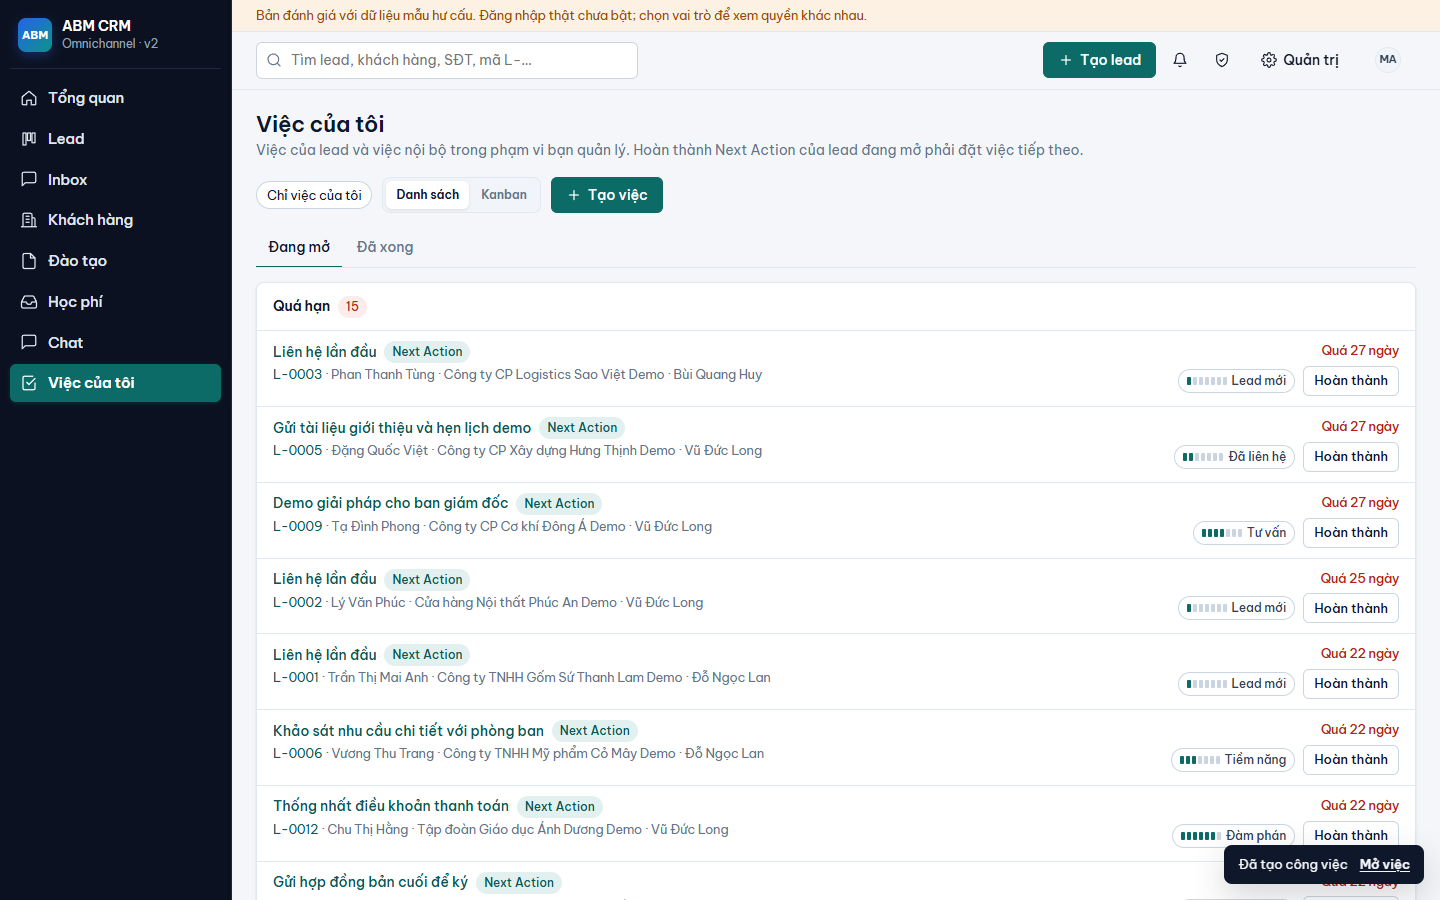 ABM
ABM CRM
Omnichannel · v2
Tổng quan
Lead
Inbox
Khách hàng
Đào tạo
Học phí
Chat
Việc của tôi
Bản đánh giá với dữ liệu mẫu hư cấu. Đăng nhập thật chưa bật; chọn vai trò để xem quyền khác nhau.
Tìm lead, khách hàng, SĐT, mã L-...
Tạo lead
Quản trị
MA
Việc của tôi
Việc của lead và việc nội bộ trong phạm vi bạn quản lý. Hoàn thành Next Action của lead đang mở phải đặt việc tiếp theo.
Chỉ việc của tôi
Danh sách
Kanban
Tạo việc
Đang mở
Đã xong
Quá hạn 15
Liên hệ lần đầu Next Action
Quá 27 ngày
L-0003 · Phan Thanh Tùng · Công ty CP Logistics Sao Việt Demo · Bùi Quang Huy
Lead mới
Hoàn thành
Gửi tài liệu giới thiệu và hẹn lịch demo Next Action
Quá 27 ngày
L-0005 · Đặng Quốc Việt · Công ty CP Xây dựng Hưng Thịnh Demo · Vũ Đức Long
Đã liên hệ
Hoàn thành
Demo giải pháp cho ban giám đốc Next Action
Quá 27 ngày
L-0009 · Tạ Đình Phong · Công ty CP Cơ khí Đông Á Demo · Vũ Đức Long
Tư vấn
Hoàn thành
Liên hệ lần đầu Next Action
Quá 25 ngày
L-0002 · Lý Văn Phúc · Cửa hàng Nội thất Phúc An Demo · Vũ Đức Long
Lead mới
Hoàn thành
Liên hệ lần đầu Next Action
Quá 22 ngày
L-0001 · Trần Thị Mai Anh · Công ty TNHH Gốm Sứ Thanh Lam Demo · Đỗ Ngọc Lan
Lead mới
Hoàn thành
Khảo sát nhu cầu chi tiết với phòng ban Next Action
Quá 22 ngày
L-0006 · Vương Thu Trang · Công ty TNHH Mỹ phẩm Cỏ Mây Demo · Đỗ Ngọc Lan
Tiềm năng
Hoàn thành
Thống nhất điều khoản thanh toán Next Action
Quá 22 ngày
L-0012 · Chu Thị Hằng · Tập đoàn Giáo dục Ánh Dương Demo · Vũ Đức Long
Đàm phán
Hoàn thành
Gửi hợp đồng bản cuối để ký Next Action
Đã tạo công việc
Mở việc